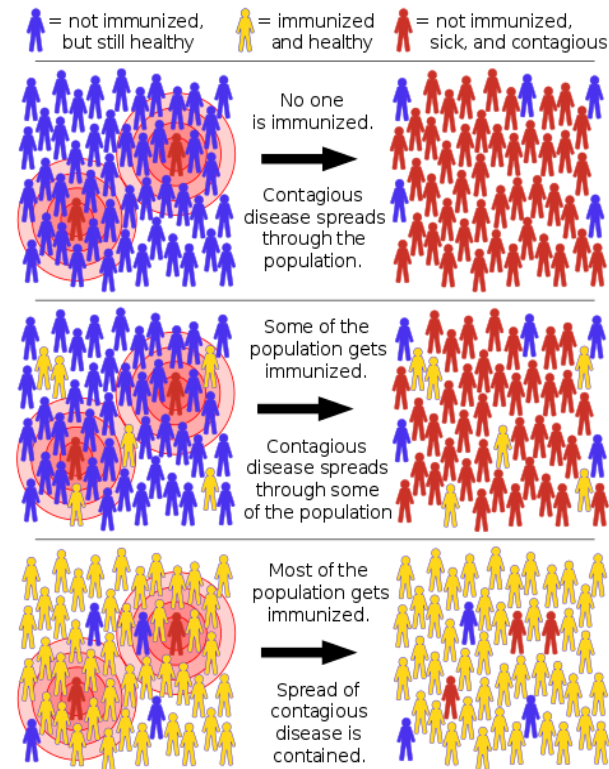 = not immunized,
but still healthy
= immunized
and healthy
= not immunized,
sick, and contagious
No one
is immunized.
Contagious
disease spreads
through the
population.
Some of the
population gets
immunized.
Contagious
disease spreads
through some
of the population
Most of the
population gets
immunized.
Spread of
contagious
disease is
contained.